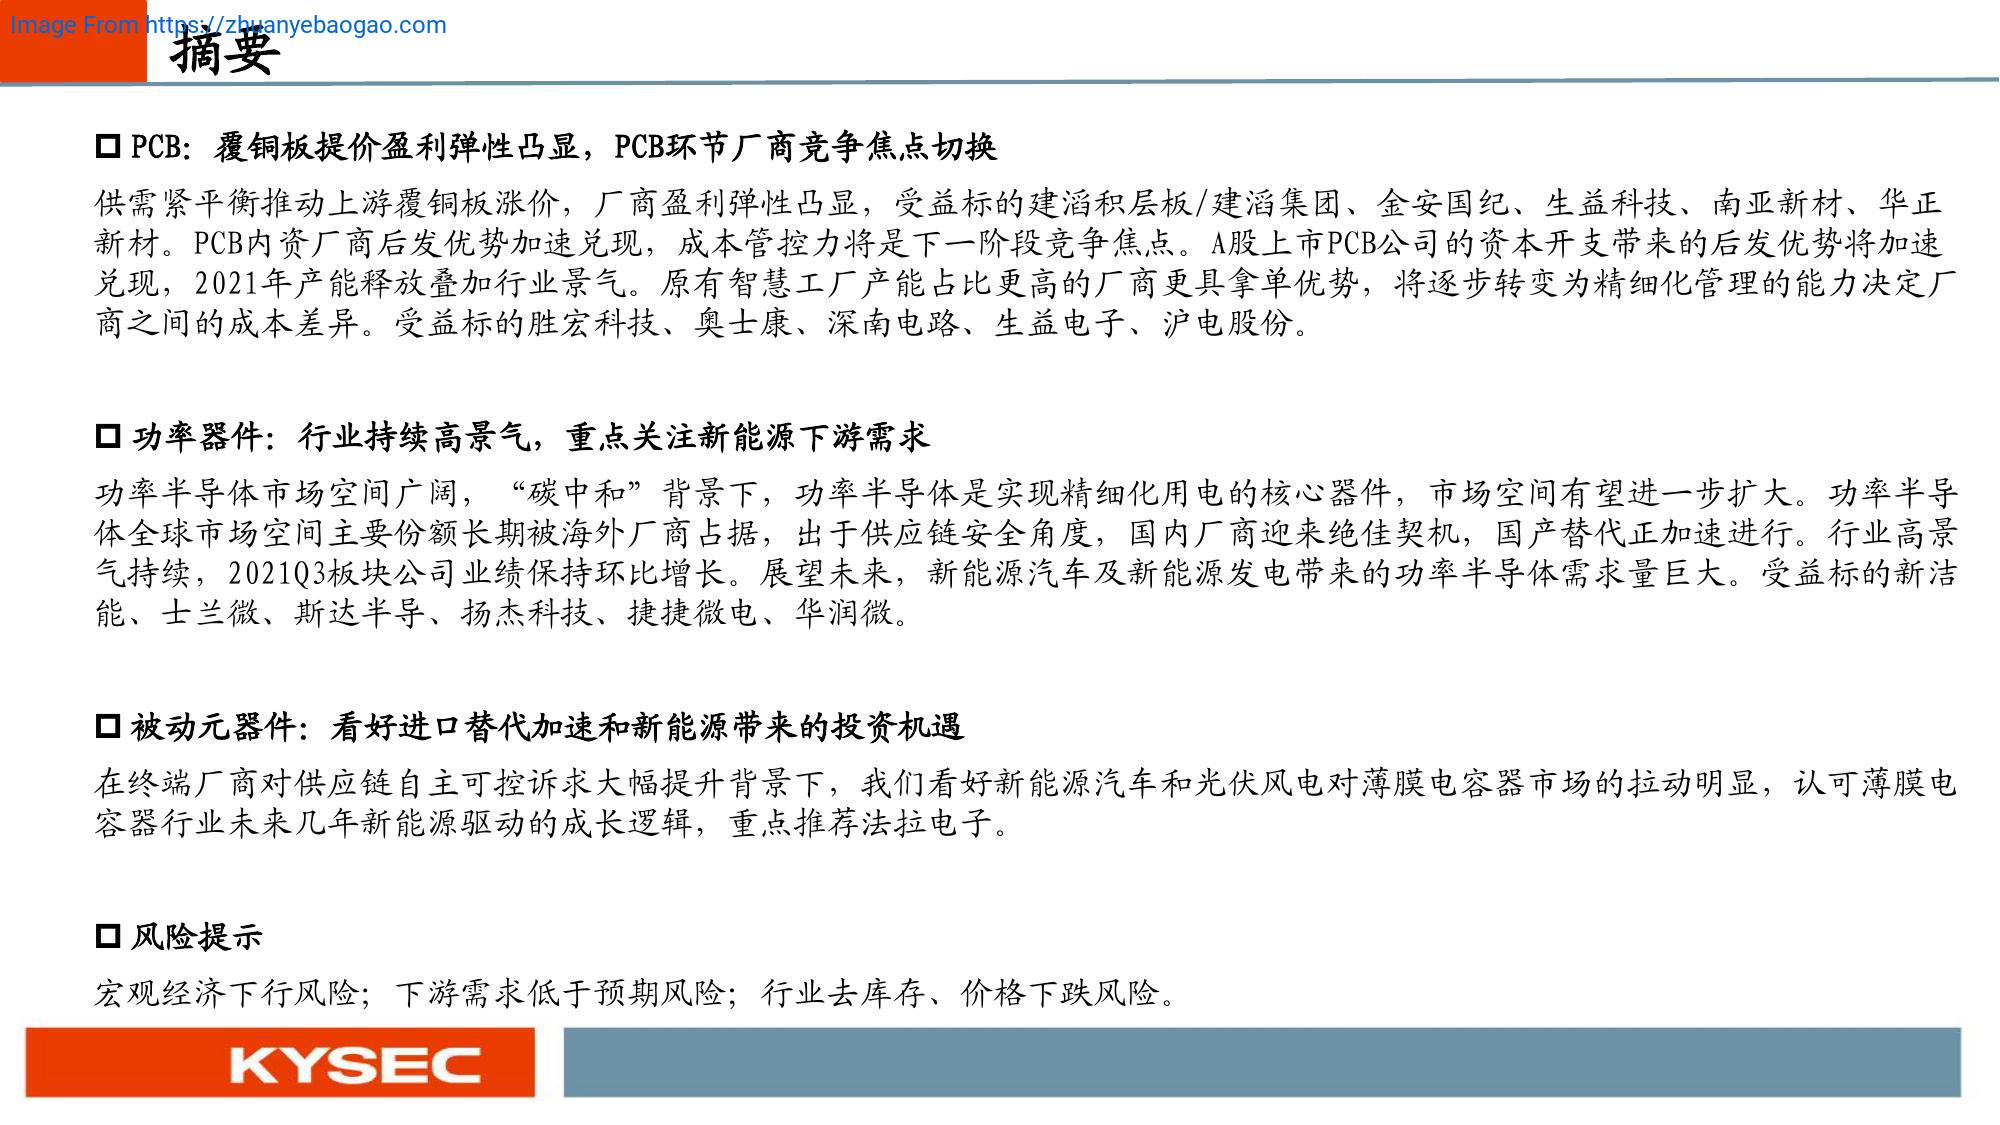 Image From https://zhuanyebaogao.com
摘要
PCB：覆铜板提价盈利弹性凸显，PCB环节厂商竞争焦点切换
供需紧平衡推动上游覆铜板涨价，厂商盈利弹性凸显，受益标的建滔积层板/建滔集团、金安国纪、生益科技、南亚新材、华正
新材。PCB内资厂商后发优势加速兑现，成本管控力将是下一阶段竞争焦点。A股上市PCB公司的资本开支带来的后发优势将加速
兑现，2021年产能释放叠加行业景气。原有智慧工厂产能占比更高的厂商更具拿单优势，将逐步转变为精细化管理的能力决定厂
商之间的成本差异。受益标的胜宏科技、奥士康、深南电路、生益电子、沪电股份。
功率器件：行业持续高景气，重点关注新能源下游需求
功率半导体市场空间广阔，“碳中和”背景下，功率半导体是实现精细化用电的核心器件，市场空间有望进一步扩大。功率半导
体全球市场空间主要份额长期被海外厂商占据，出于供应链安全角度，国内厂商迎来绝佳契机，国产替代正加速进行。行业高景
气持续，2021Q3板块公司业绩保持环比增长。展望未来，新能源汽车及新能源发电带来的功率半导体需求量巨大。受益标的新洁
能、士兰微、斯达半导、扬杰科技、捷捷微电、华润微。
被动元器件：看好进口替代加速和新能源带来的投资机遇
在终端厂商对供应链自主可控诉求大幅提升背景下，我们看好新能源汽车和光伏风电对薄膜电容器市场的拉动明显，认可薄膜电
容器行业未来几年新能源驱动的成长逻辑，重点推荐法拉电子。
风险提示
宏观经济下行风险；下游需求低于预期风险；行业去库存、价格下跌风险。
KYSEC